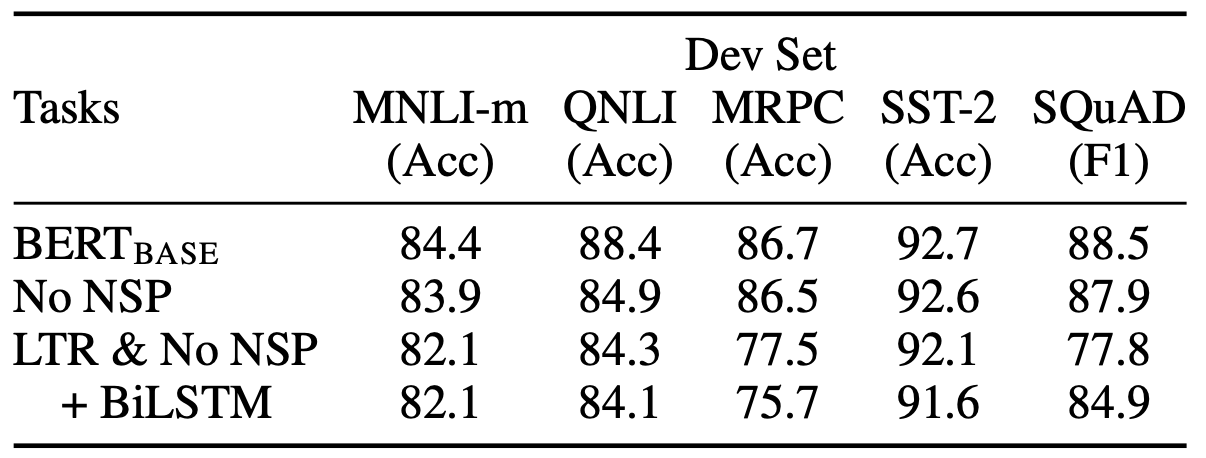 Dev Set
Tasks MNLI-m QNLI MRPC SST-2 SQuAD
(Acc) (Acc) (Acc) (Acc) (F1)
BERTBASE 84.4 88.4 86.7 92.7 88.5
No NSP 83.9 84.9 86.5 92.6 87.9
LTR & No NSP 82.1 84.3 77.5 92.1 77.8
+ BiLSTM 82.1 84.1 75.7 91.6 84.9